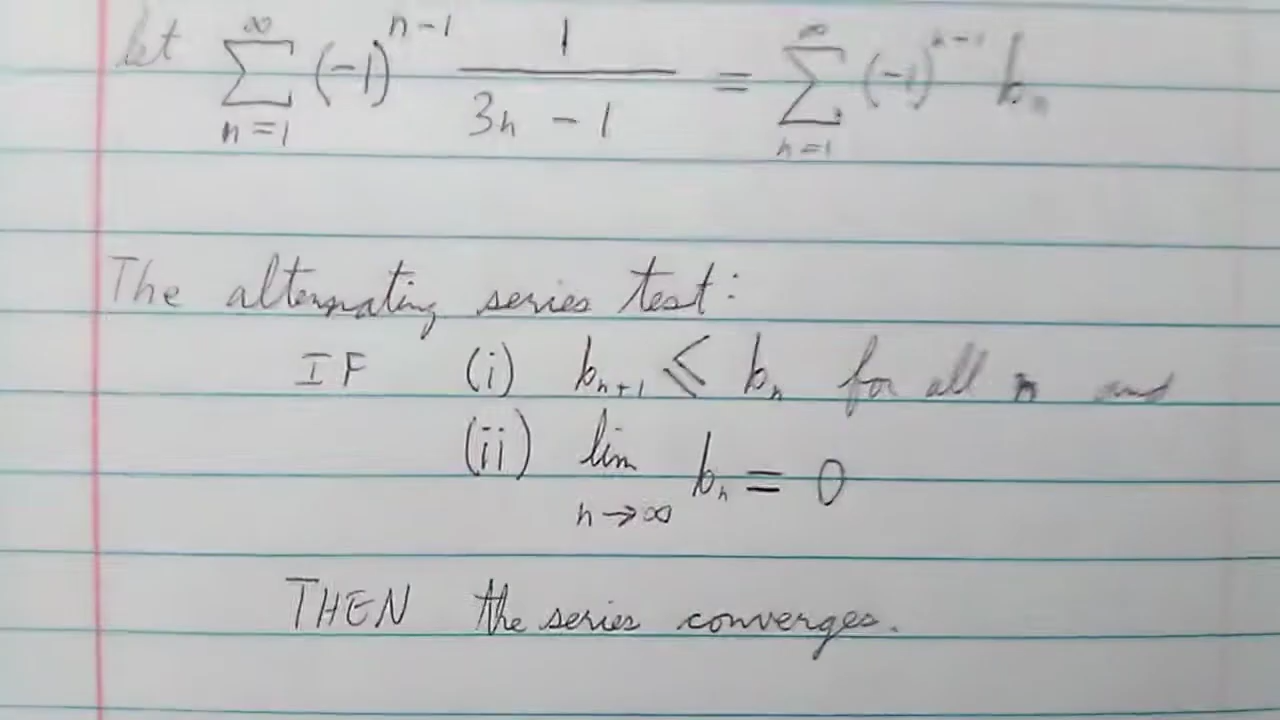 let ∑_{n=1}^{∞} (-1)^{n-1} 1/(3n - 1) = ∑_{n=1}^{∞} (-1)^{n-1} b_n
The alternating series test:
IF (i) b_{n+1} ≤ b_n for all n and
(ii) lim_{n→∞} b_n = 0
THEN the series converges.